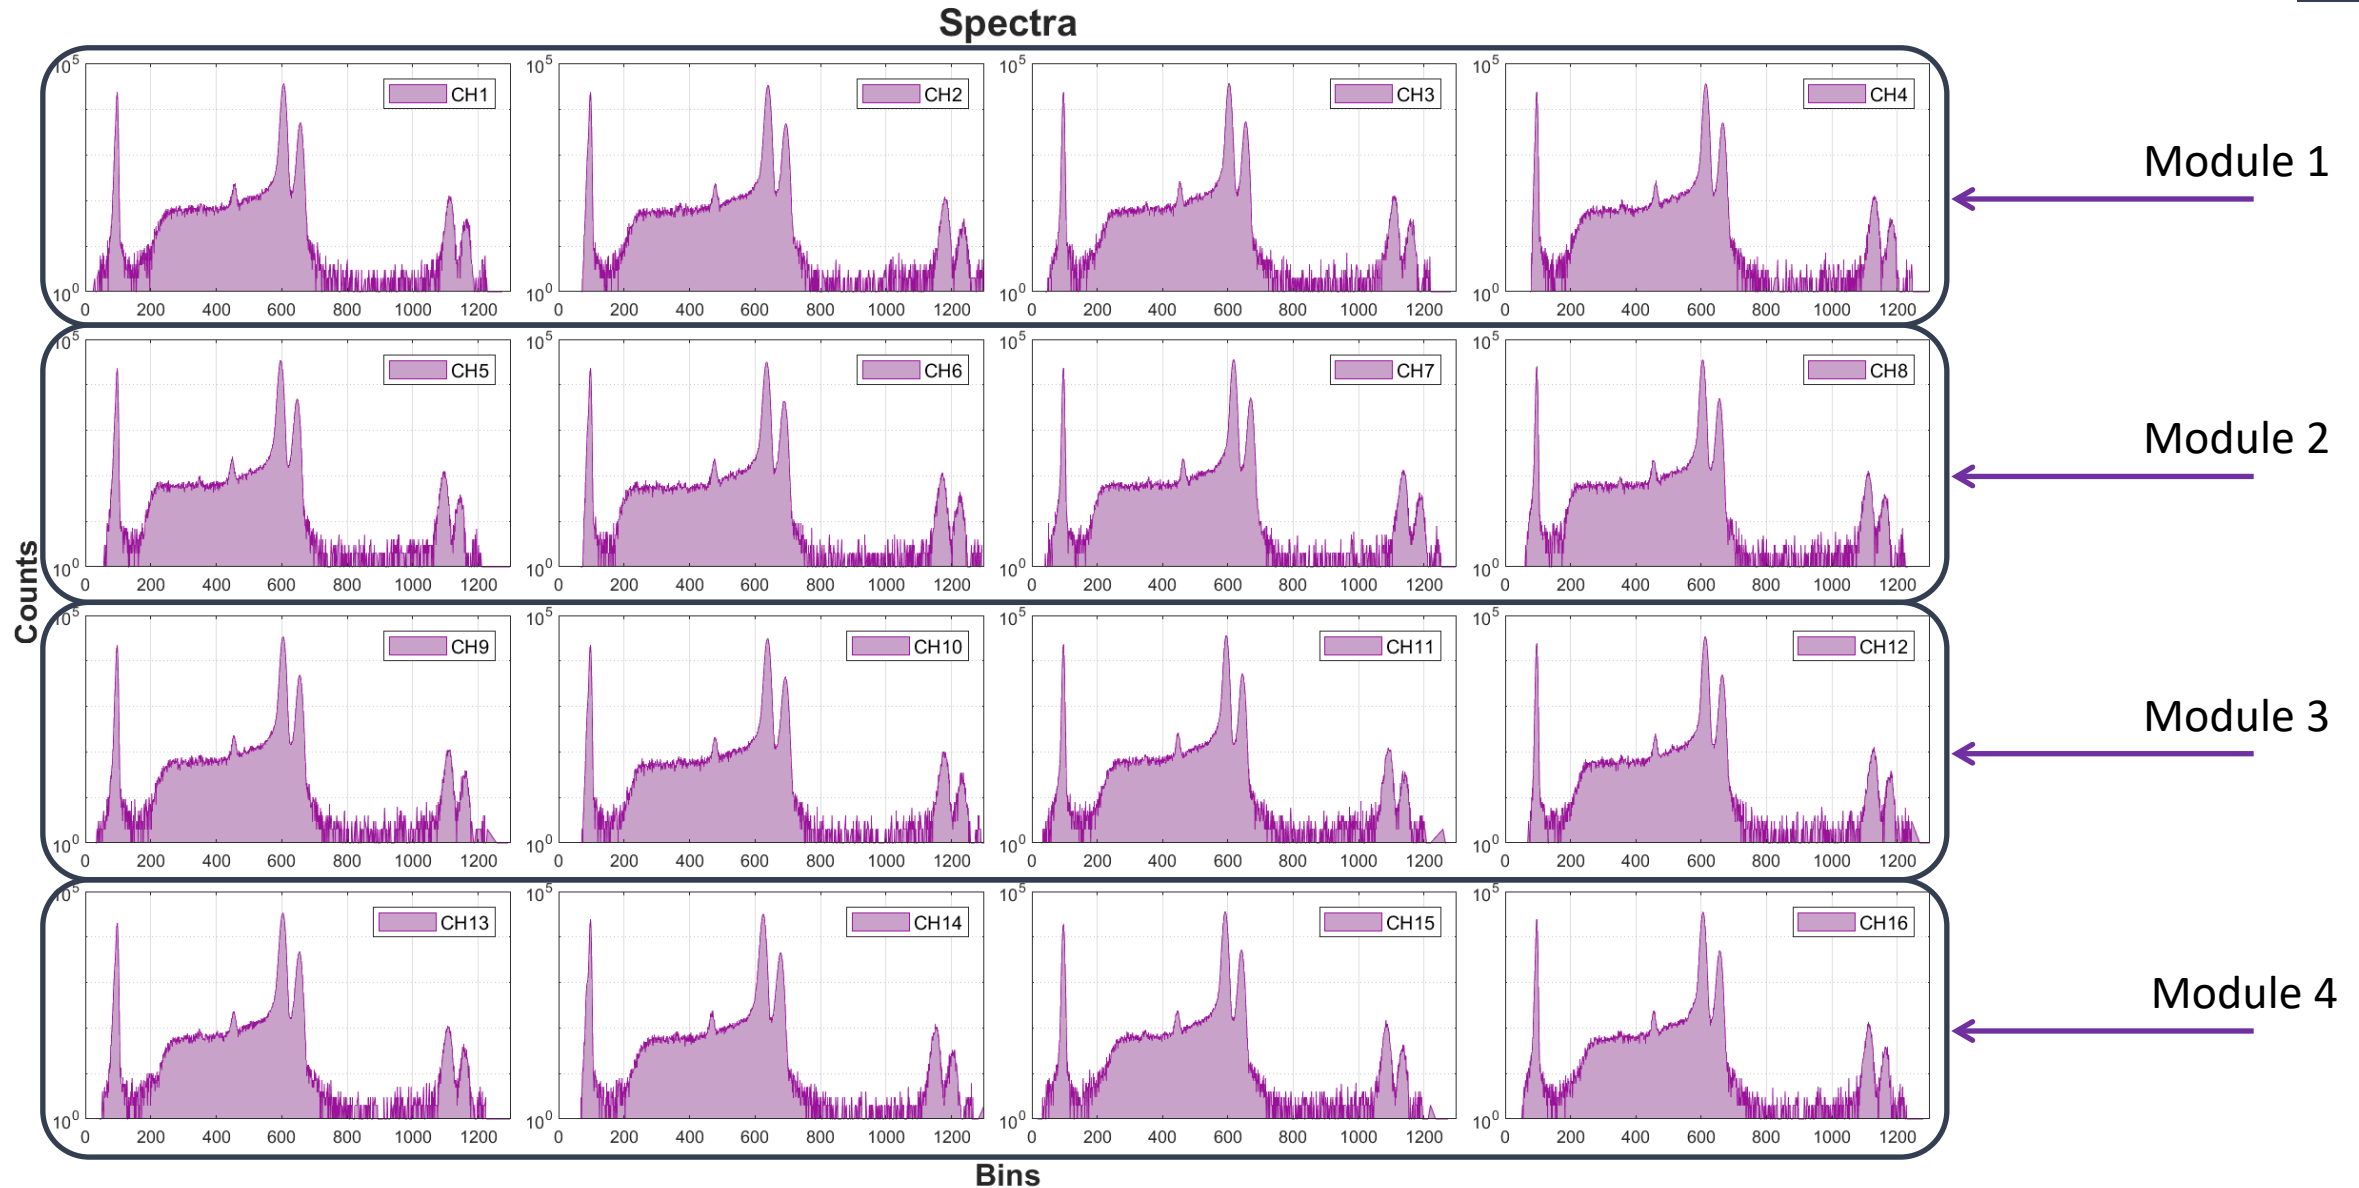 Spectra
10^5 CH1 10^5 CH2 10^5 CH3 10^5 CH4
Module 1
10^0 10^0 10^0 10^0
0 200 400 600 800 1000 1200 0 200 400 600 800 1000 1200 0 200 400 600 800 1000 1200 0 200 400 600 800 1000 1200
10^5 CH5 10^5 CH6 10^5 CH7 10^5 CH8
Module 2
10^0 10^0 10^0 10^0
0 200 400 600 800 1000 1200 0 200 400 600 800 1000 1200 0 200 400 600 800 1000 1200 0 200 400 600 800 1000 1200
Counts
10^5 CH9 10^5 CH10 10^5 CH11 10^5 CH12
Module 3
10^0 10^0 10^0 10^0
0 200 400 600 800 1000 1200 0 200 400 600 800 1000 1200 0 200 400 600 800 1000 1200 0 200 400 600 800 1000 1200
10^5 CH13 10^5 CH14 10^5 CH15 10^5 CH16
Module 4
10^0 10^0 10^0 10^0
0 200 400 600 800 1000 1200 0 200 400 600 800 1000 1200 0 200 400 600 800 1000 1200 0 200 400 600 800 1000 1200
Bins